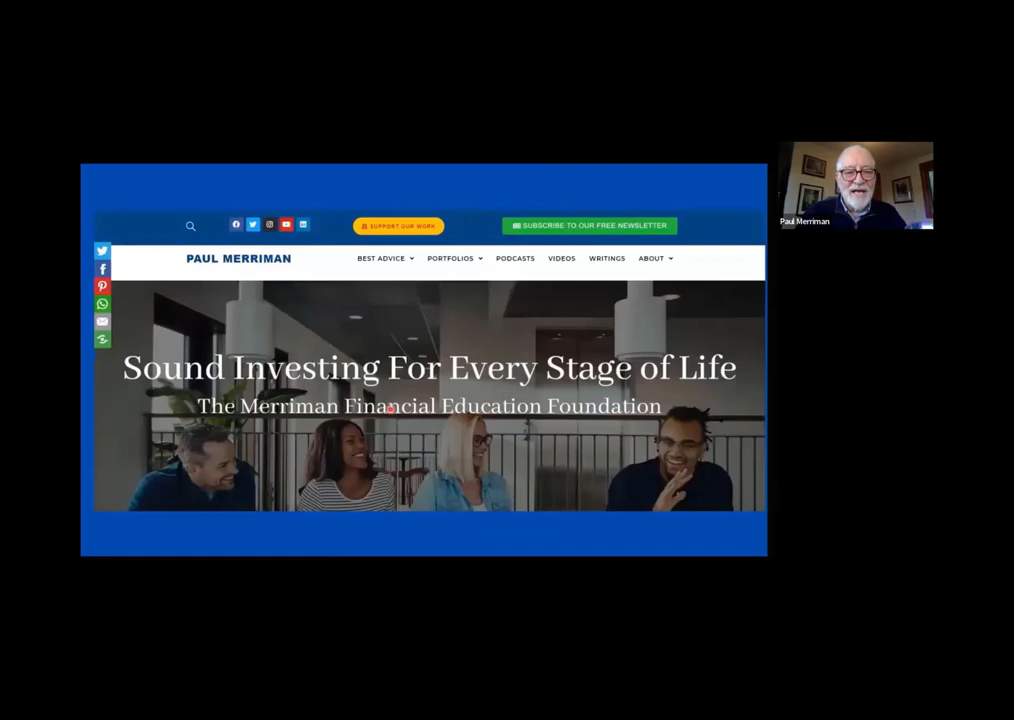 SUPPORT OUR WORK
SUBSCRIBE TO OUR FREE NEWSLETTER
PAUL MERRIMAN
BEST ADVICE
PORTFOLIOS
PODCASTS
VIDEOS
WRITINGS
ABOUT
Sound Investing For Every Stage of Life
The Merriman Financial Education Foundation
Paul Merriman